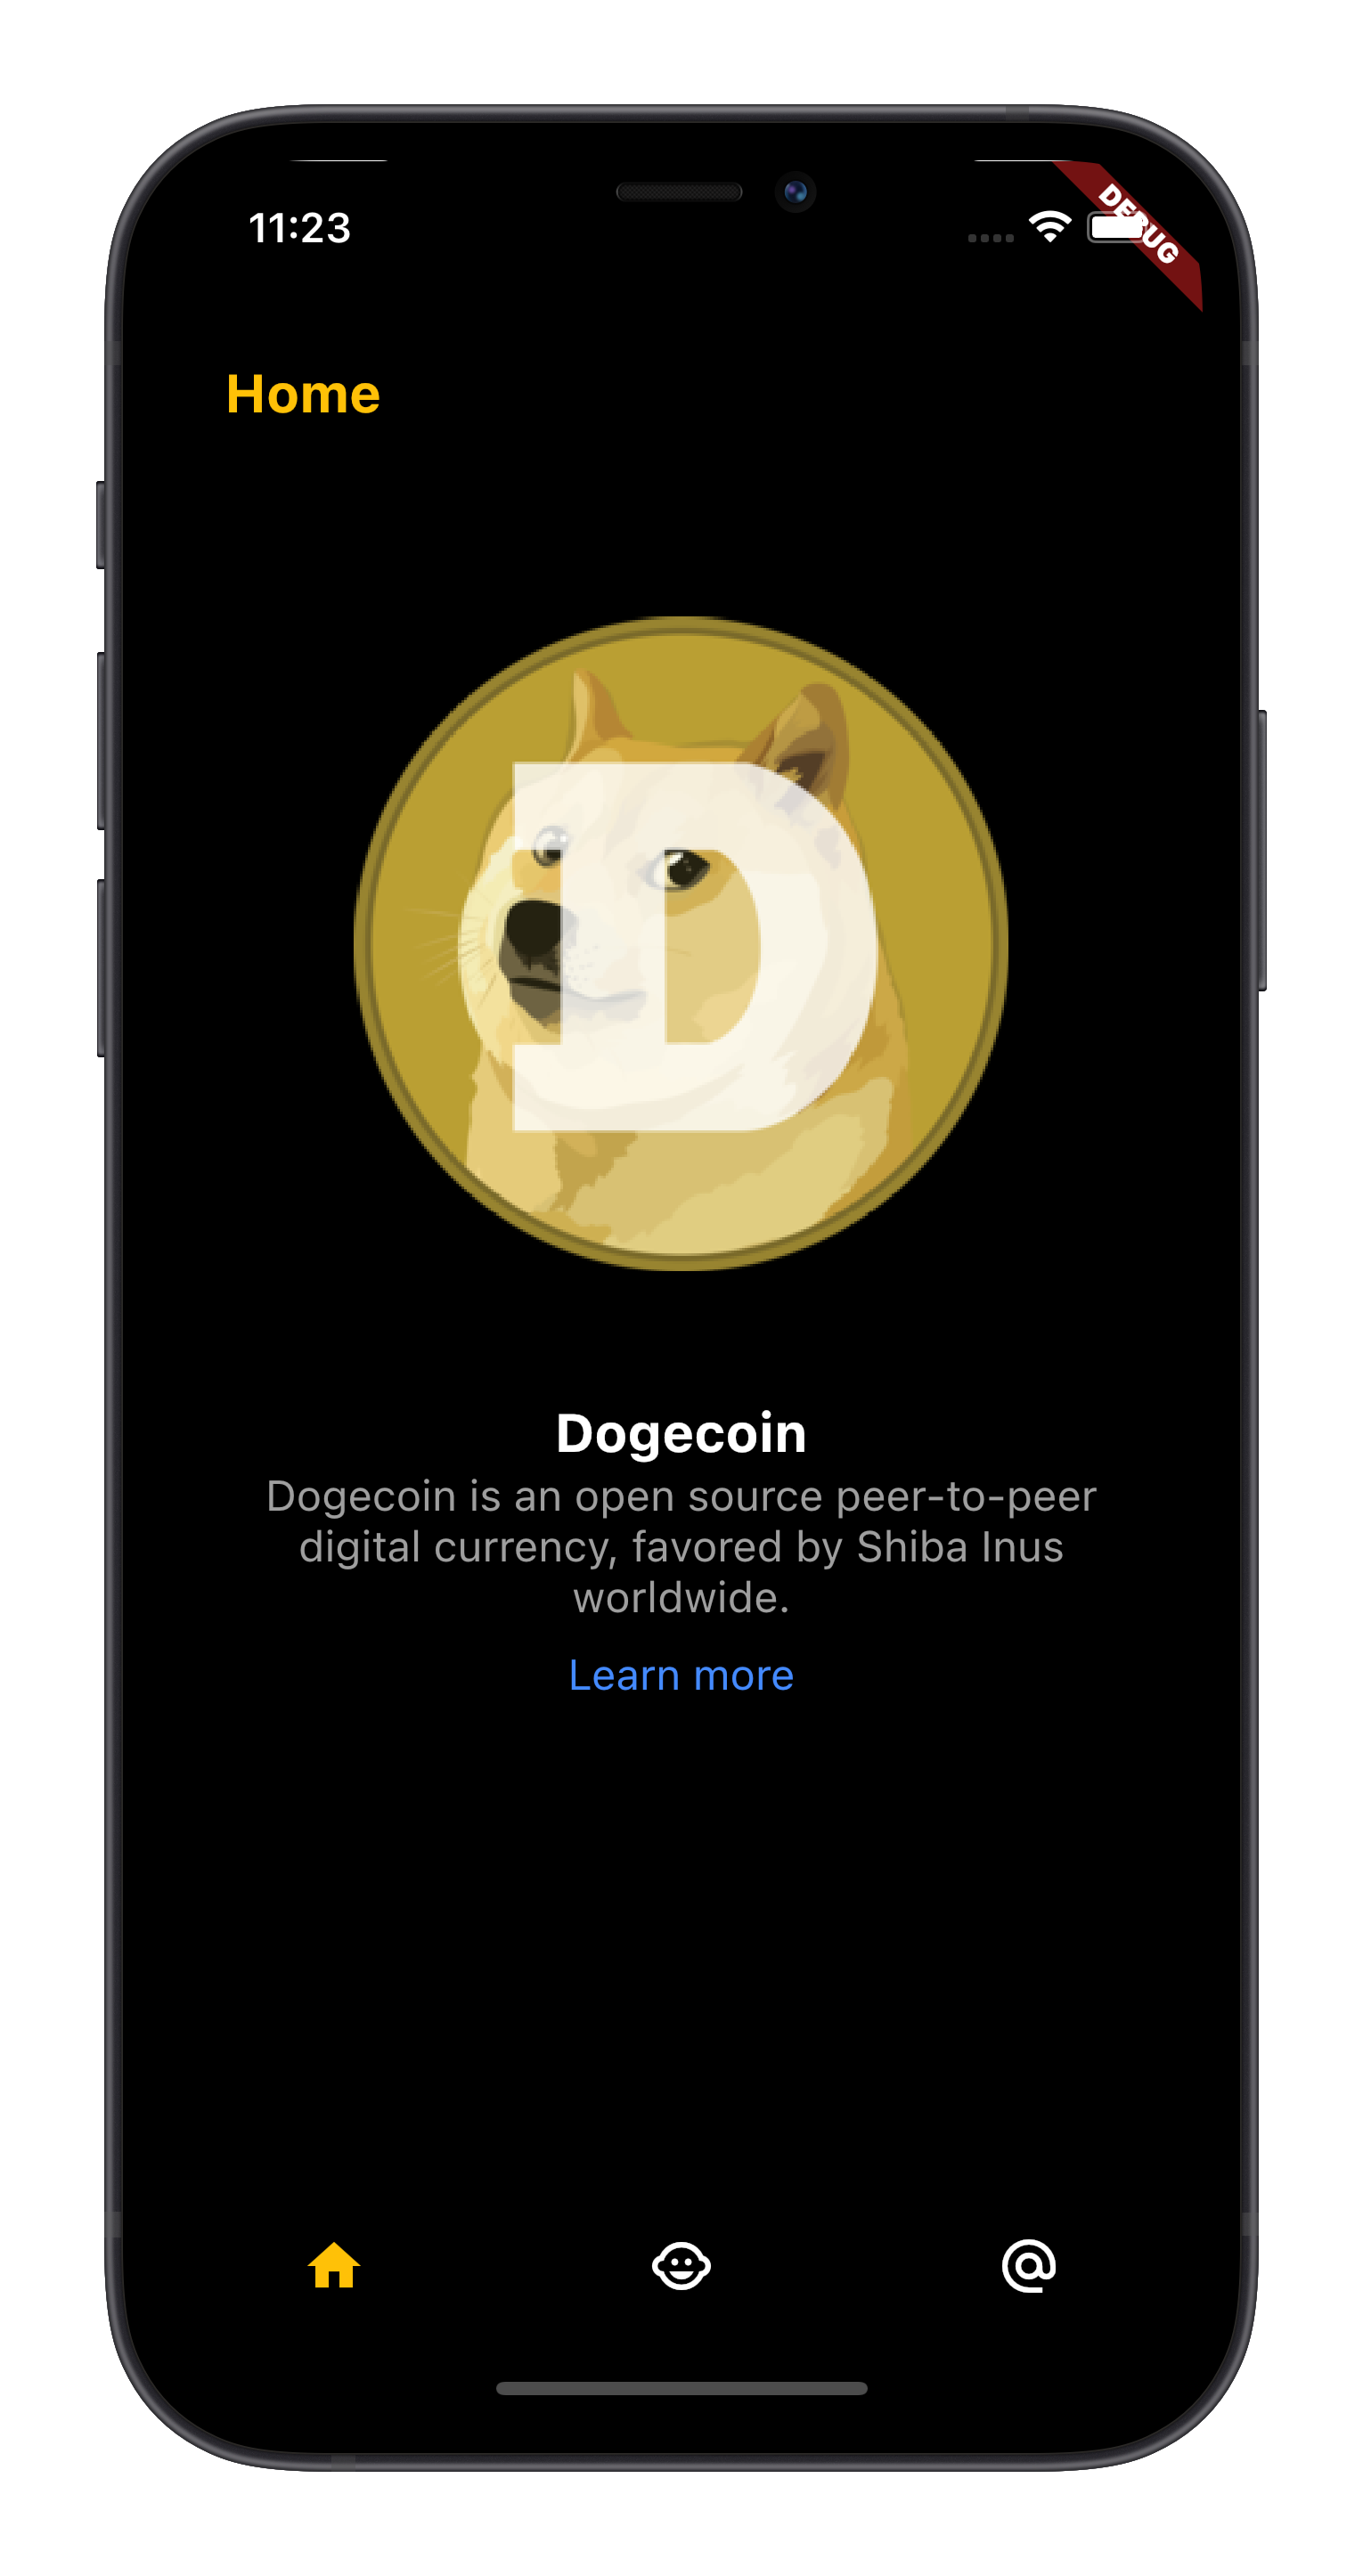 11:23
DEBUG
Home
D
Dogecoin
Dogecoin is an open source peer-to-peer
digital currency, favored by Shiba Inus
worldwide.
Learn more